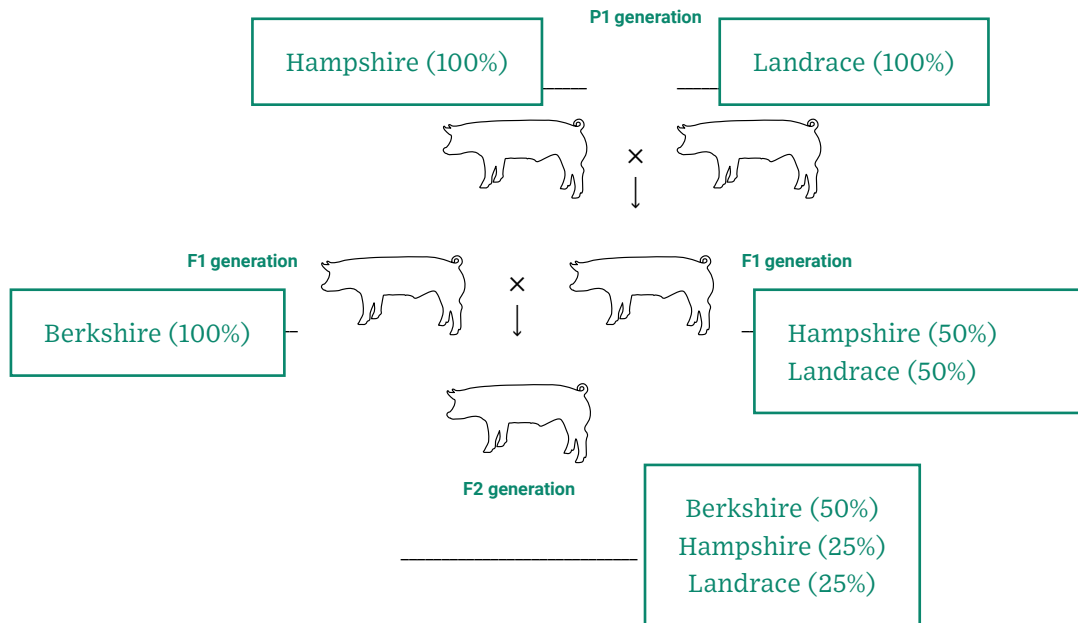 P1 generation
Hampshire (100%)
Landrace (100%)
×
F1 generation
×
F1 generation
Berkshire (100%)
Hampshire (50%)
Landrace (50%)
F2 generation
Berkshire (50%)
Hampshire (25%)
Landrace (25%)